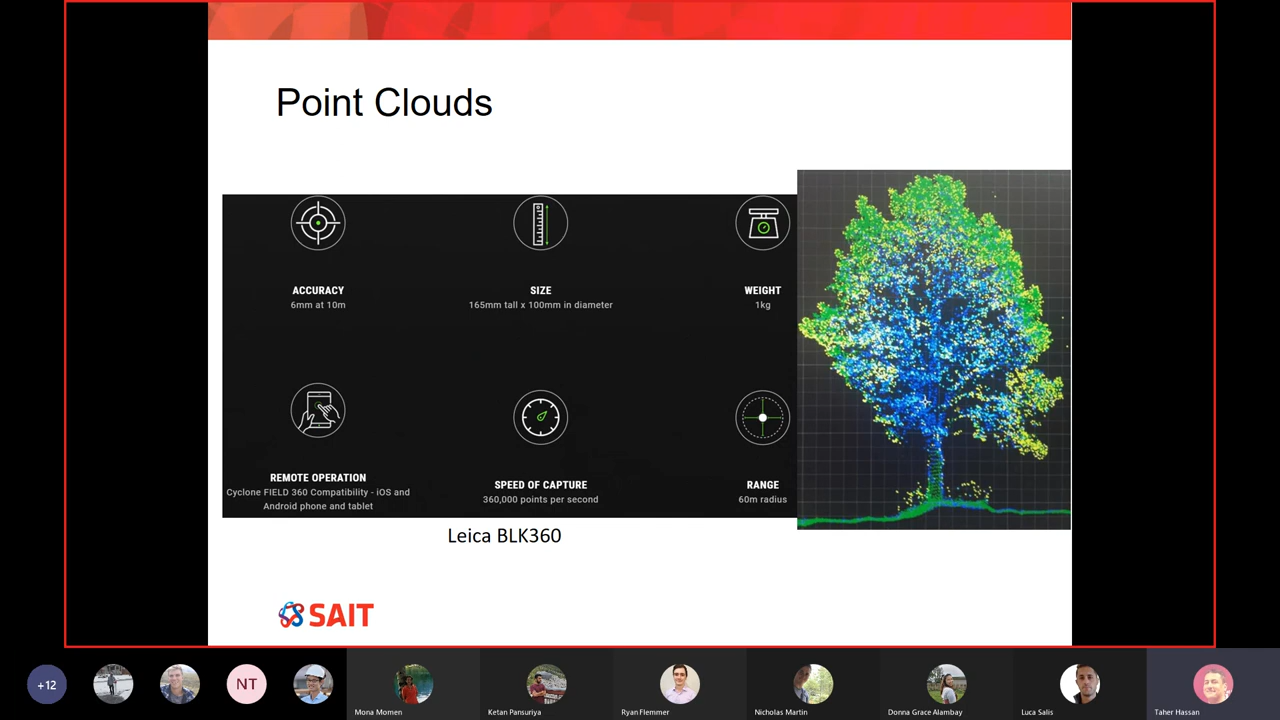 Point Clouds
ACCURACY
6mm at 10m
SIZE
165mm tall x 100mm in diameter
WEIGHT
1kg
REMOTE OPERATION
Cyclone FIELD 360 Compatibility - iOS and
Android phone and tablet
SPEED OF CAPTURE
360,000 points per second
RANGE
60m radius
Leica BLK360
SAIT
+12
NT
Mona Momen
Ketan Pansuriya
Ryan Flemmer
Nicholas Martin
Donna Grace Alambay
Luca Salis
Taher Hassan